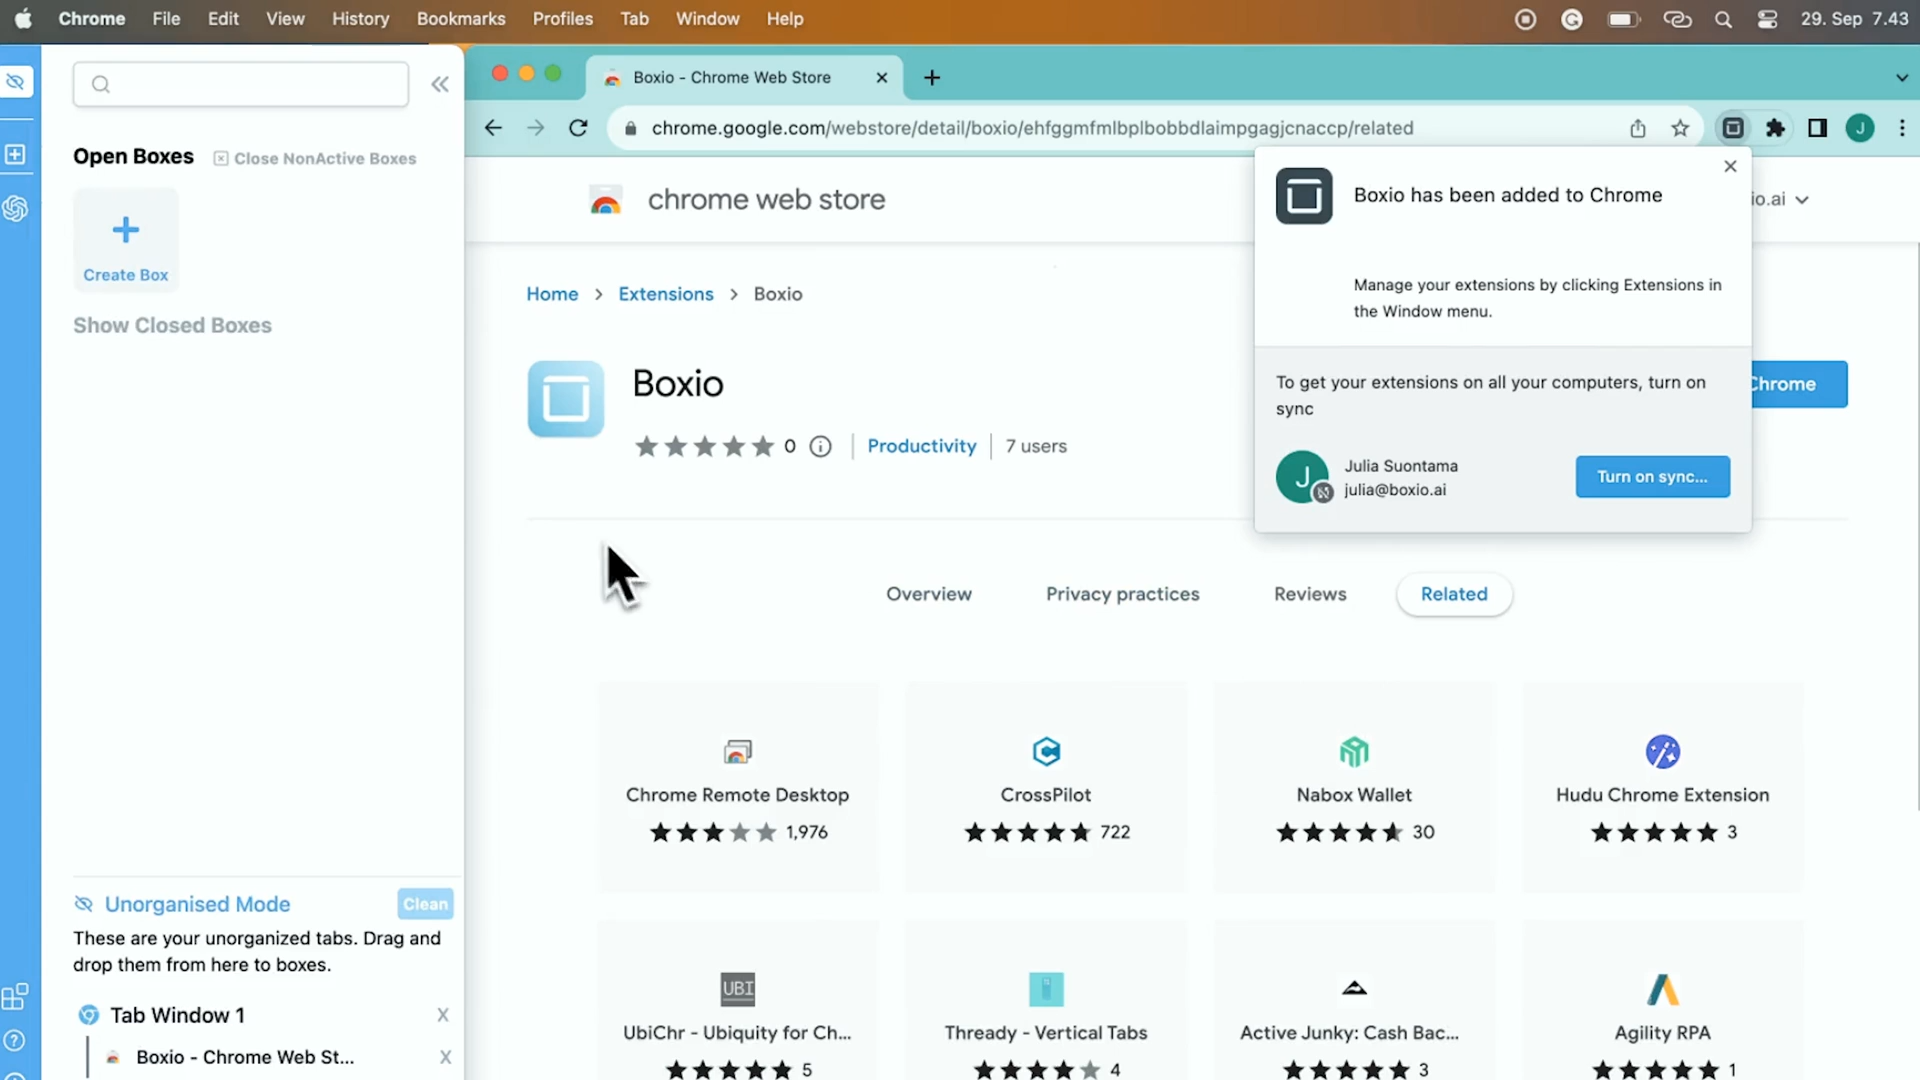 Chrome File Edit View History Bookmarks Profiles Tab Window Help 29. Sep 7.43
Boxio - Chrome Web Store
chrome.google.com/webstore/detail/boxio/ehfggmfmlbplbobbdlaimpgagjcnaccp/related
J
Open Boxes
Close NonActive Boxes
Create Box
Show Closed Boxes
Unorganised Mode
Clean
These are your unorganized tabs. Drag and
drop them from here to boxes.
Tab Window 1 X
Boxio - Chrome Web St... X
chrome web store
io.ai
Home > Extensions > Boxio
Boxio
0
Productivity
7 users
Chrome
Boxio has been added to Chrome
Manage your extensions by clicking Extensions in
the Window menu.
To get your extensions on all your computers, turn on
sync
J
Julia Suontama
julia@boxio.ai
Turn on sync...
Overview Privacy practices Reviews Related
Chrome Remote Desktop
1,976
CrossPilot
722
Nabox Wallet
30
Hudu Chrome Extension
3
UBI
UbiChr - Ubiquity for Ch...
5
Thready - Vertical Tabs
4
Active Junky: Cash Bac...
3
Agility RPA
1